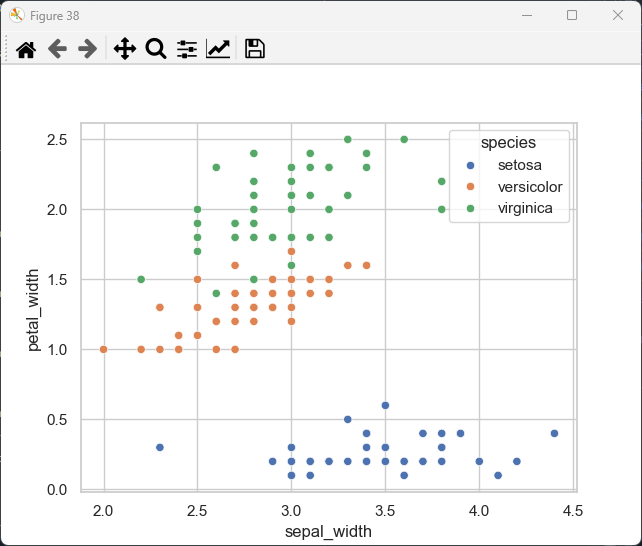 Figure 38
species
setosa
versicolor
virginica
2.5
2.0
1.5
1.0
0.5
0.0
petal_width
2.0 2.5 3.0 3.5 4.0 4.5
sepal_width